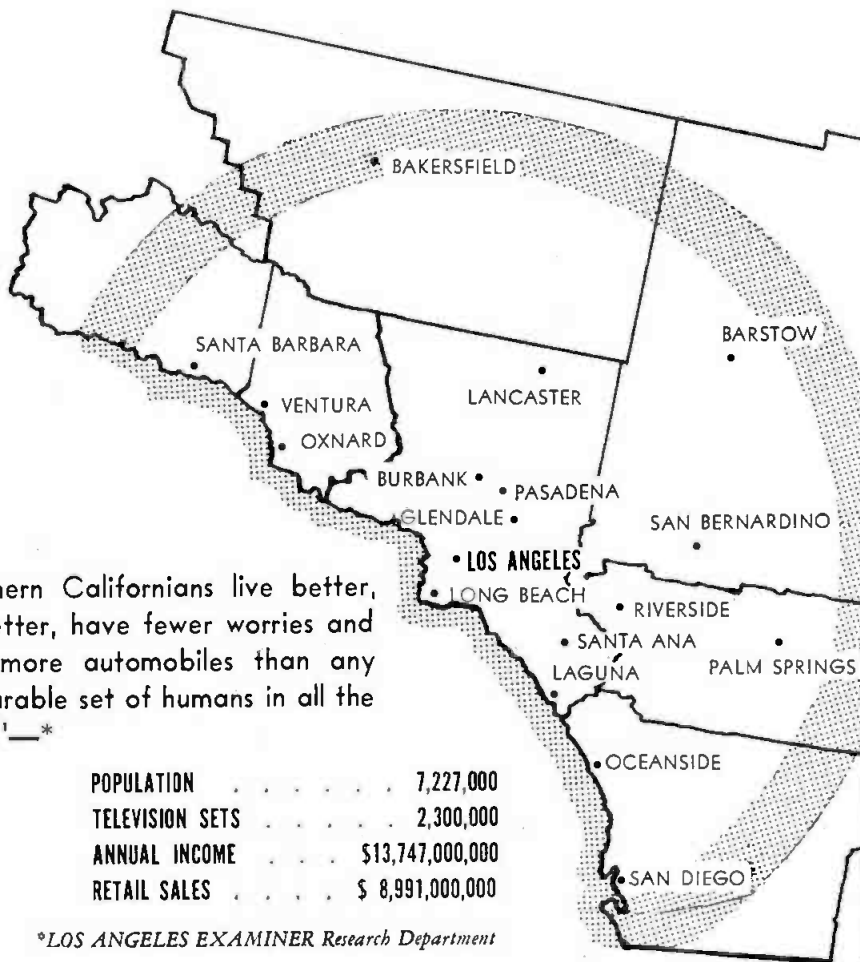 BAKERSFIELD
BARSTOW
SANTA BARBARA
LANCASTER
VENTURA
OXNARD
BURBANK
PASADENA
GLENDALE
SAN BERNARDINO
LOS ANGELES
LONG BEACH
RIVERSIDE
SANTA ANA
PALM SPRINGS
LAGUNA
OCEANSIDE
SAN DIEGO
hern Californians live better,
etter, have fewer worries and
more automobiles than any
arable set of humans in all the
'—*
POPULATION . . . . . . 7,227,000
TELEVISION SETS . . . . . 2,300,000
ANNUAL INCOME . . . $13,747,000,000
RETAIL SALES . . . . $ 8,991,000,000
*LOS ANGELES EXAMINER Research Department